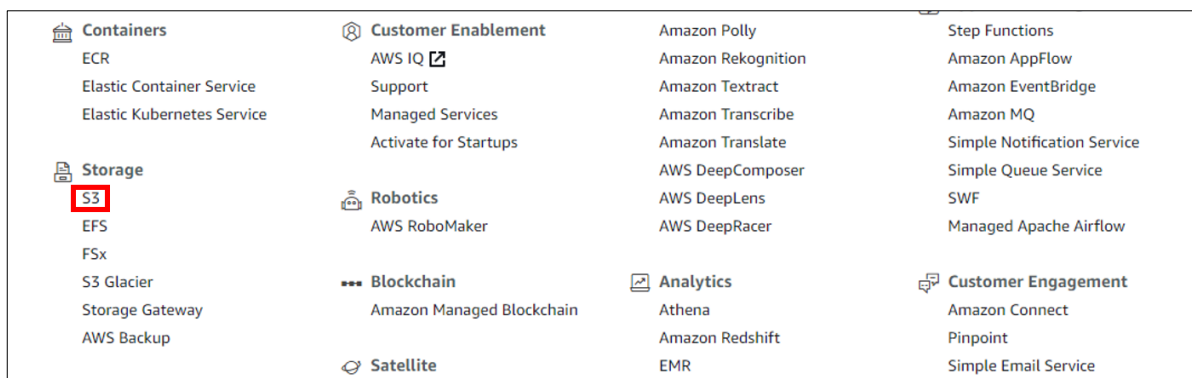 Containers
ECR
Elastic Container Service
Elastic Kubernetes Service
Storage
S3
EFS
FSx
S3 Glacier
Storage Gateway
AWS Backup
Customer Enablement
AWS IQ
Support
Managed Services
Activate for Startups
Robotics
AWS RoboMaker
Blockchain
Amazon Managed Blockchain
Satellite
Amazon Polly
Amazon Rekognition
Amazon Textract
Amazon Transcribe
Amazon Translate
AWS DeepComposer
AWS DeepLens
AWS DeepRacer
Analytics
Athena
Amazon Redshift
EMR
Step Functions
Amazon AppFlow
Amazon EventBridge
Amazon MQ
Simple Notification Service
Simple Queue Service
SWF
Managed Apache Airflow
Customer Engagement
Amazon Connect
Pinpoint
Simple Email Service